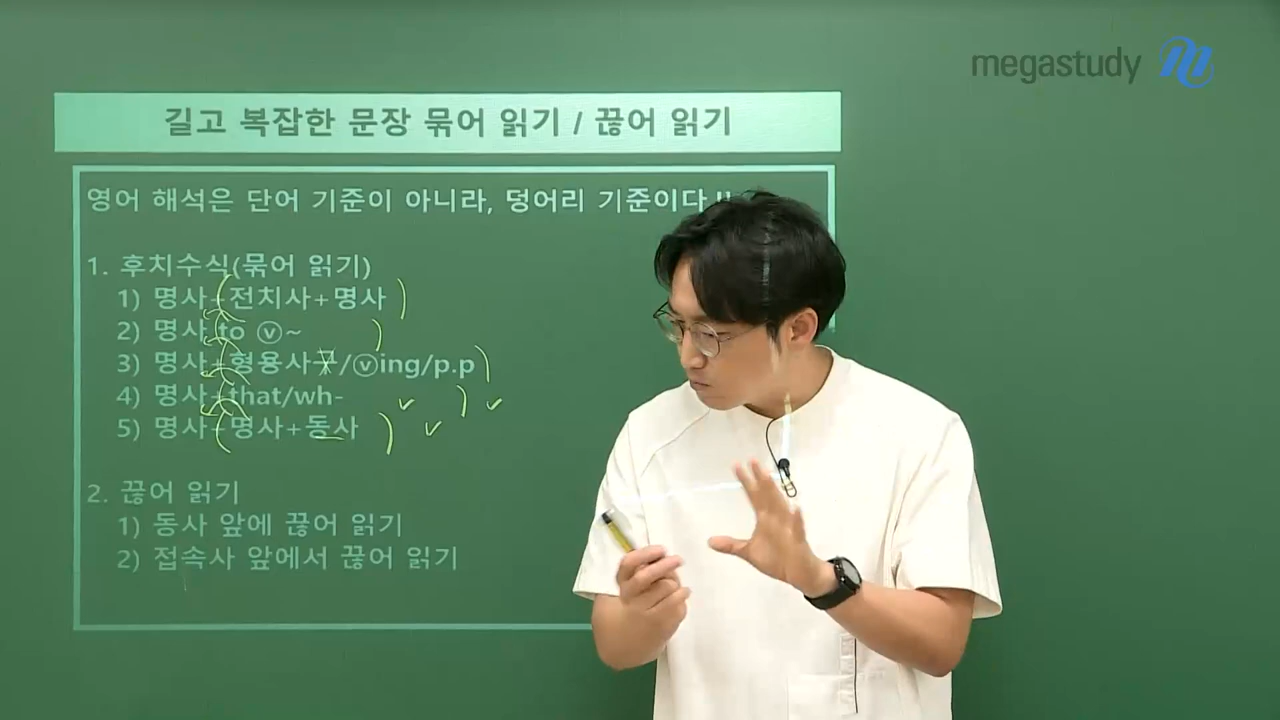 megastudy
길고 복잡한 문장 묶어 읽기 / 끊어 읽기
영어 해석은 단어 기준이 아니라, 덩어리 기준이다 !!
1. 후치수식(묶어 읽기)
1) 명사+전치사+명사
2) 명사+to ⓥ~
3) 명사+형용사구/ⓥing/p.p
4) 명사+that/wh-
5) 명사+명사+동사
2. 끊어 읽기
1) 동사 앞에 끊어 읽기
2) 접속사 앞에서 끊어 읽기